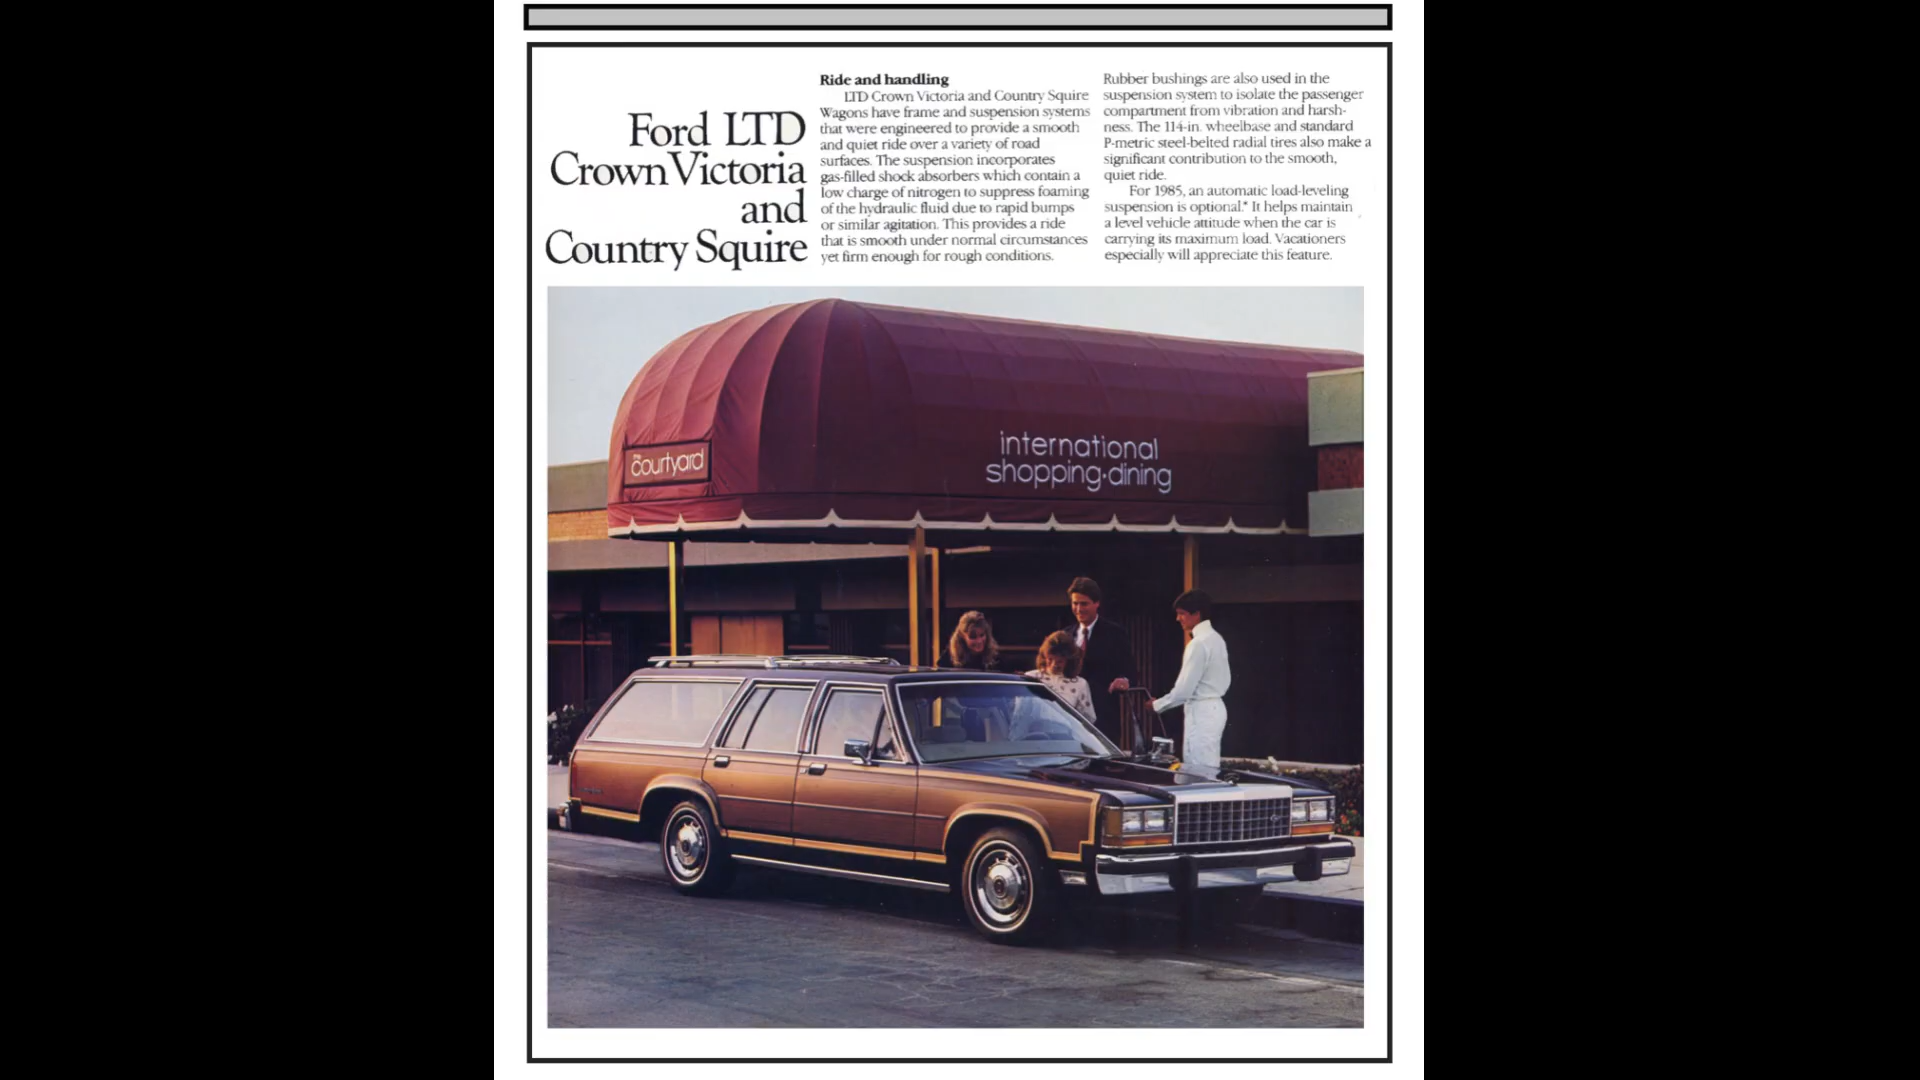 Ford LTD
Crown Victoria
and
Country Squire
Ride and handling
LTD Crown Victoria and Country Squire
Wagons have frame and suspension systems
that were engineered to provide a smooth
and quiet ride over a variety of road
surfaces. The suspension incorporates
gas-filled shock absorbers which contain a
low charge of nitrogen to suppress foaming
of the hydraulic fluid due to rapid bumps
or similar agitation. This provides a ride
that is smooth under normal circumstances
yet firm enough for rough conditions.
Rubber bushings are also used in the
suspension system to isolate the passenger
compartment from vibration and harsh-
ness. The 114-in. wheelbase and standard
P-metric steel-belted radial tires also make a
significant contribution to the smooth,
quiet ride.
For 1985, an automatic load-leveling
suspension is optional.* It helps maintain
a level vehicle attitude when the car is
carrying its maximum load. Vacationers
especially will appreciate this feature.
the
courtyard
international
shopping·dining